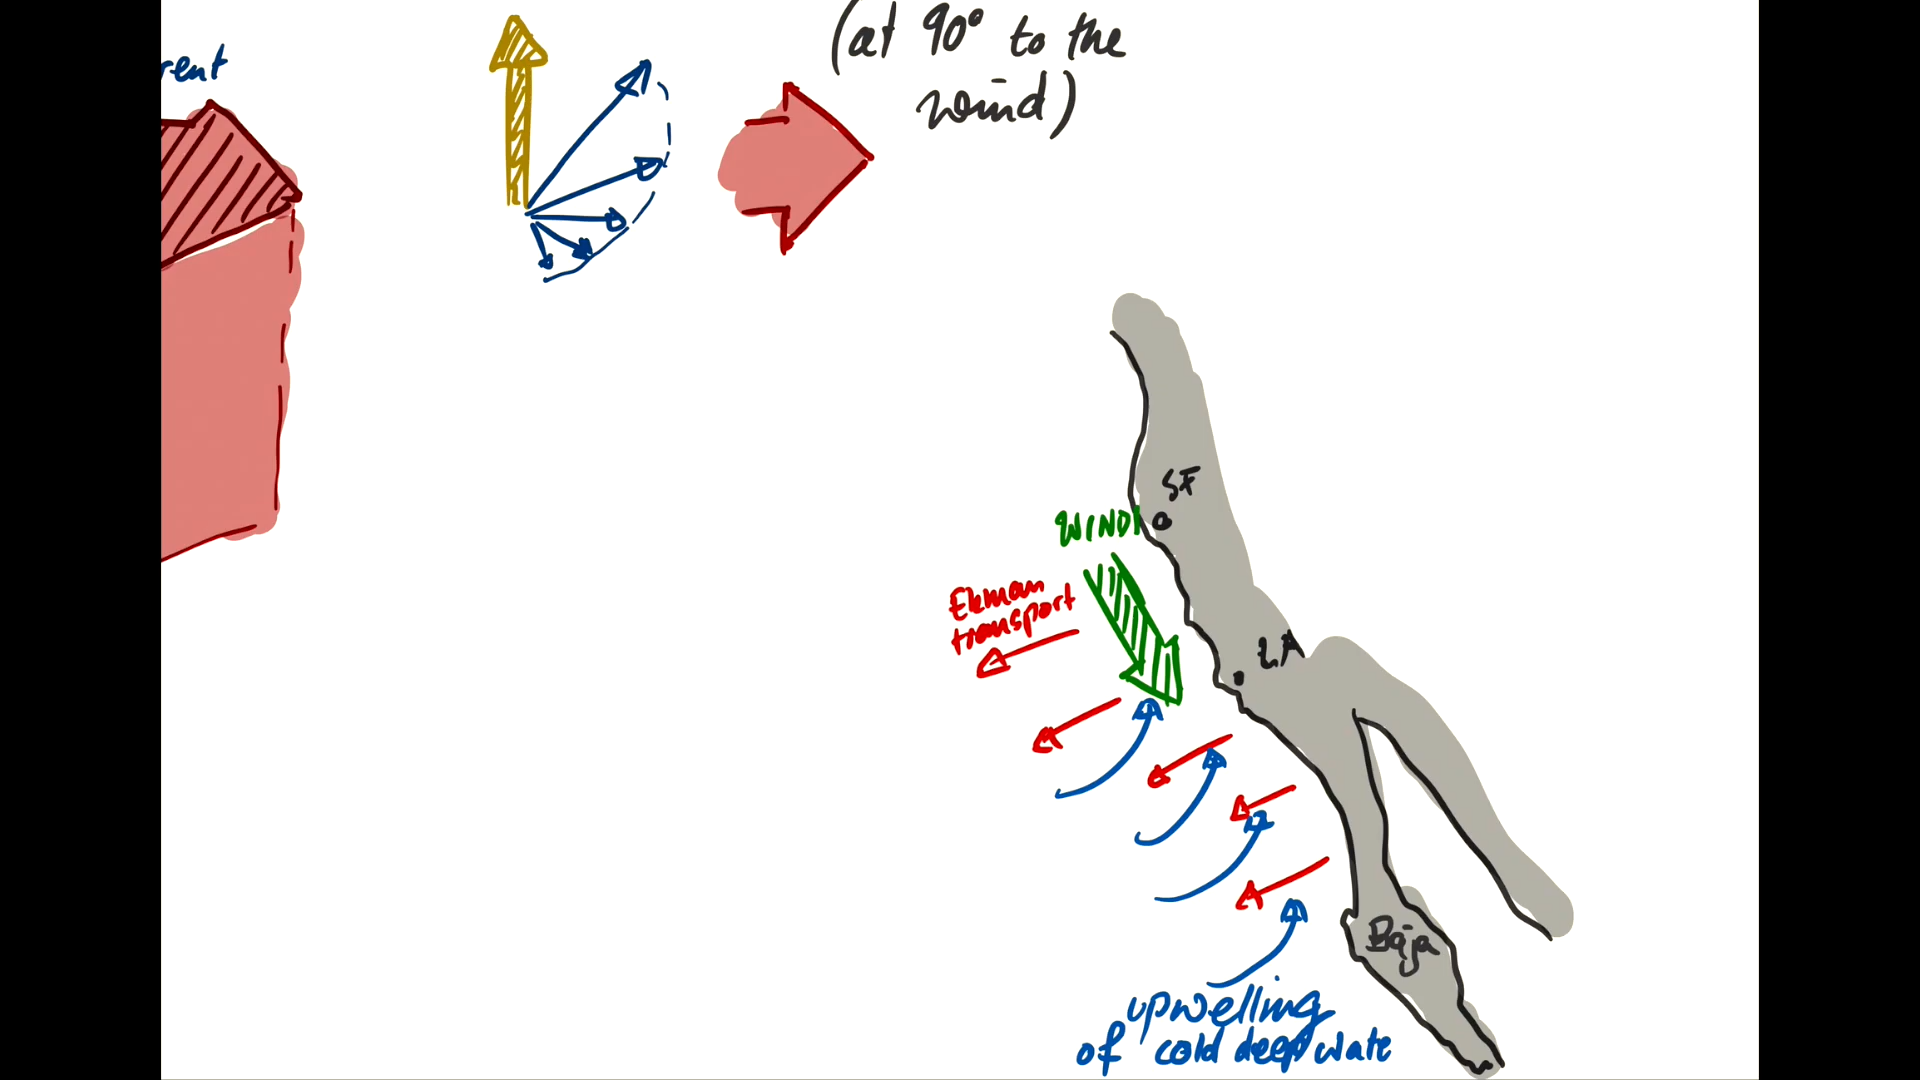 rent
(at 90° to the
wind)
SF
WIND
Ekman
transport
LA
Baja
upwelling
of cold deep wate